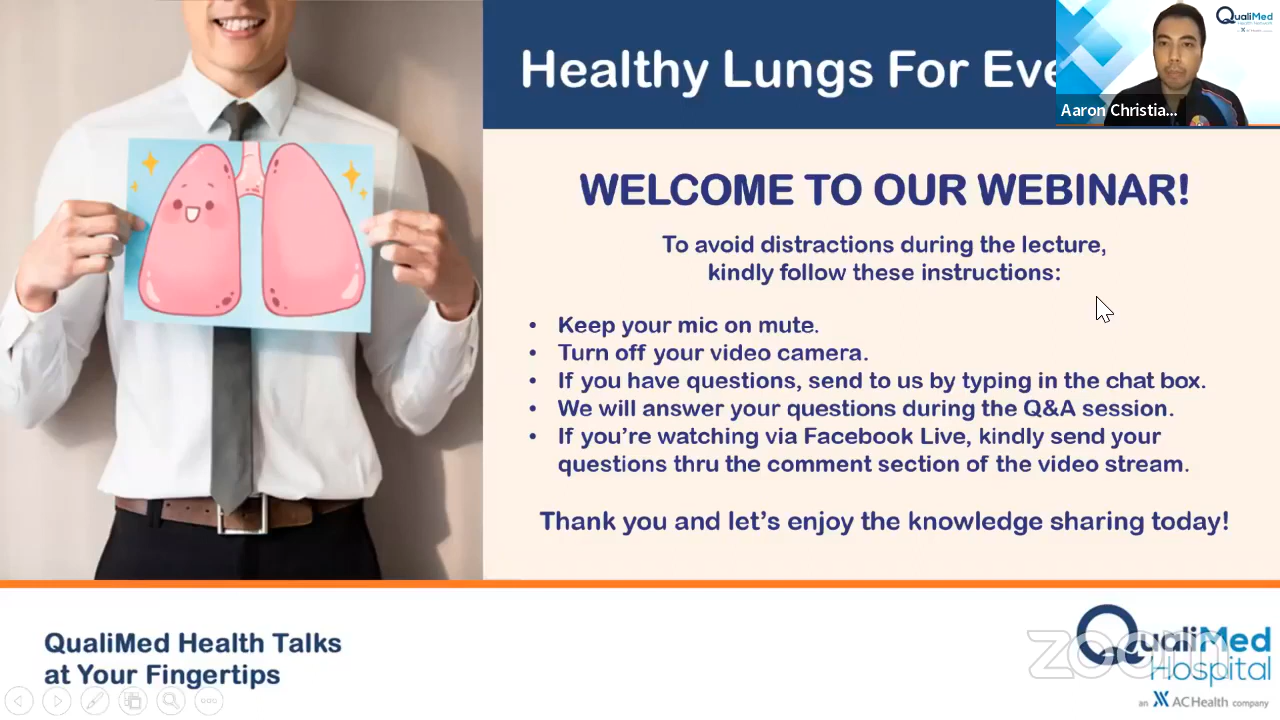 Healthy Lungs For Eve
QualiMed
Health Network
AC Health
Aaron Christia...
WELCOME TO OUR WEBINAR!
To avoid distractions during the lecture,
kindly follow these instructions:
• Keep your mic on mute.
• Turn off your video camera.
• If you have questions, send to us by typing in the chat box.
• We will answer your questions during the Q&A session.
• If you’re watching via Facebook Live, kindly send your
questions thru the comment section of the video stream.
Thank you and let’s enjoy the knowledge sharing today!
QualiMed Health Talks
at Your Fingertips
zoom
QualiMed
Hospital
an AC Health company